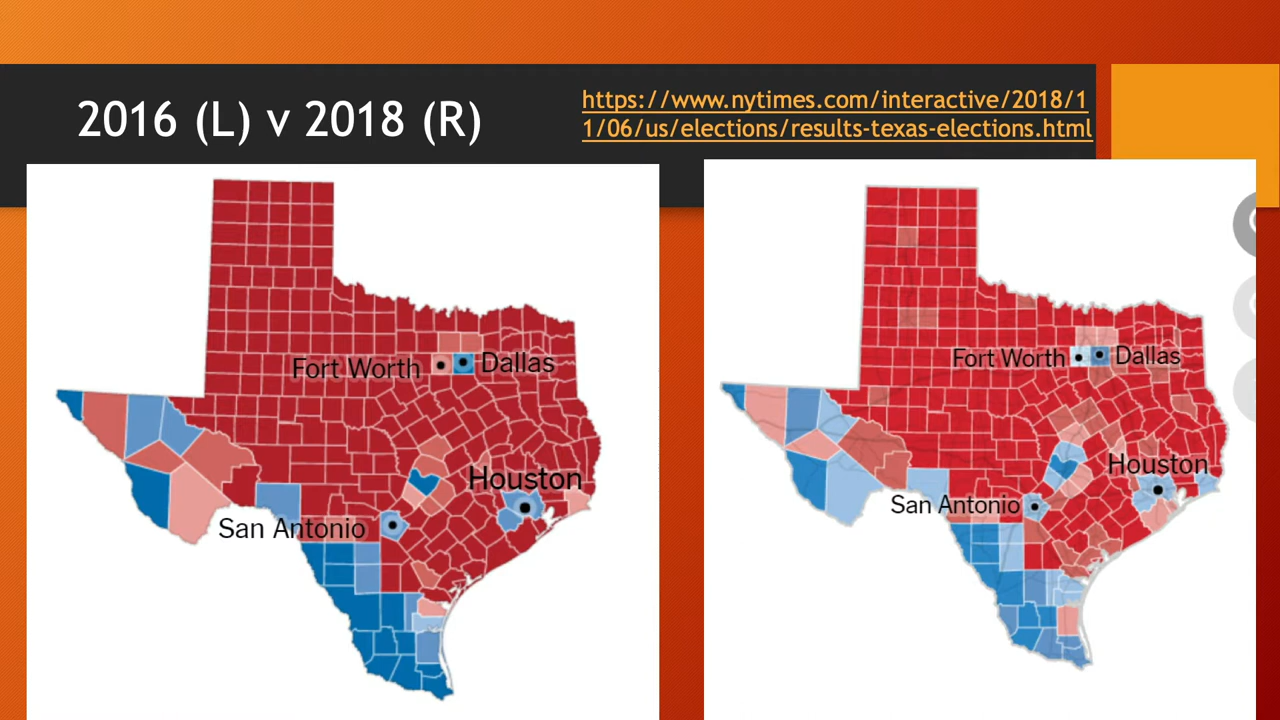 2016 (L) v 2018 (R)
https://www.nytimes.com/interactive/2018/1
1/06/us/elections/results-texas-elections.html
Fort Worth
Dallas
Houston
San Antonio
Fort Worth
Dallas
Houston
San Antonio